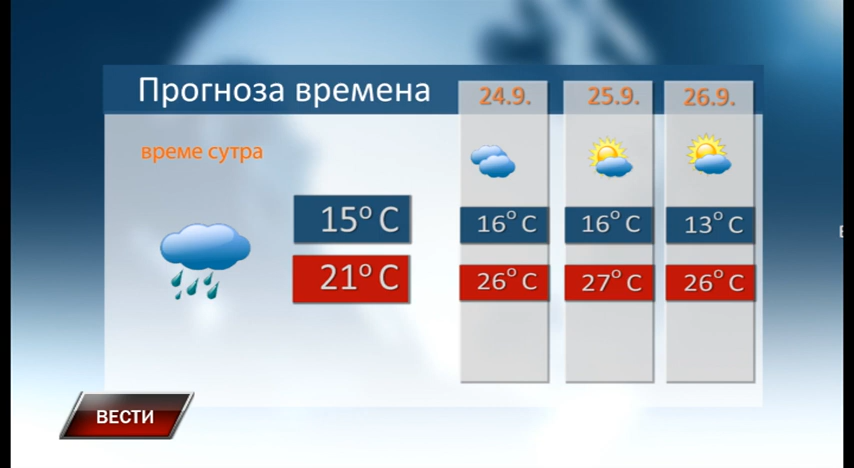 Прогноза времена
24.9. 25.9. 26.9.
време сутра
15° C
21° C
16° C 16° C 13° C
26° C 27° C 26° C
ВЕСТИ